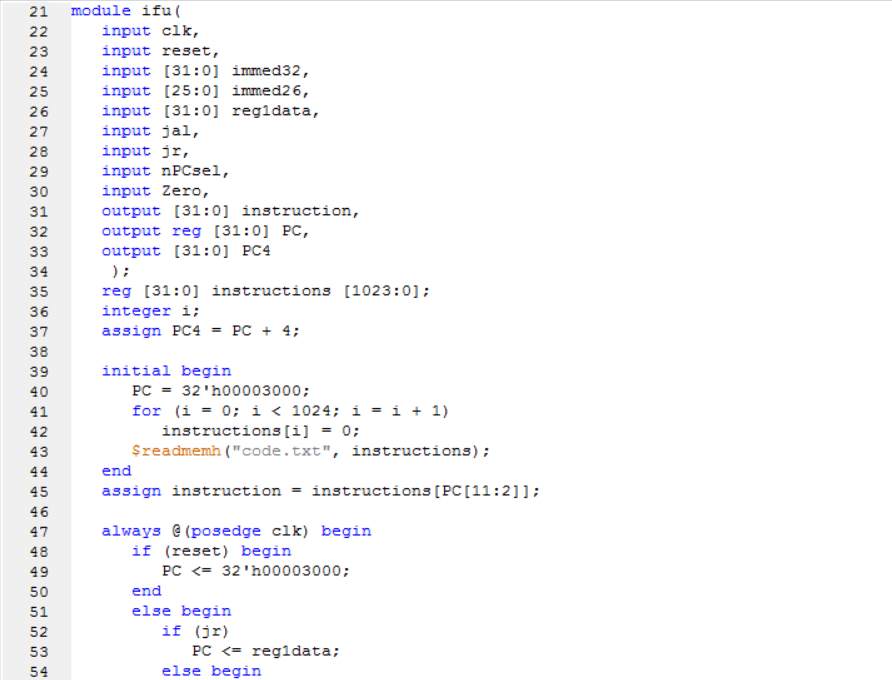 21 module ifu(
22 input clk,
23 input reset,
24 input [31:0] immed32,
25 input [25:0] immed26,
26 input [31:0] reg1data,
27 input jal,
28 input jr,
29 input nPCsel,
30 input Zero,
31 output [31:0] instruction,
32 output reg [31:0] PC,
33 output [31:0] PC4
34 );
35 reg [31:0] instructions [1023:0];
36 integer i;
37 assign PC4 = PC + 4;
38
39 initial begin
40 PC = 32'h00003000;
41 for (i = 0; i < 1024; i = i + 1)
42 instructions[i] = 0;
43 $readmemh("code.txt", instructions);
44 end
45 assign instruction = instructions[PC[11:2]];
46
47 always @(posedge clk) begin
48 if (reset) begin
49 PC <= 32'h00003000;
50 end
51 else begin
52 if (jr)
53 PC <= reg1data;
54 else begin